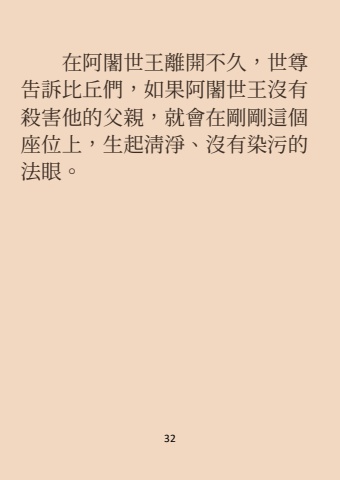 在阿闍世王離開不久，世尊
告訴比丘們，如果阿闍世王沒有
殺害他的父親，就會在剛剛這個
座位上，生起清淨、沒有染污的
法眼。
32